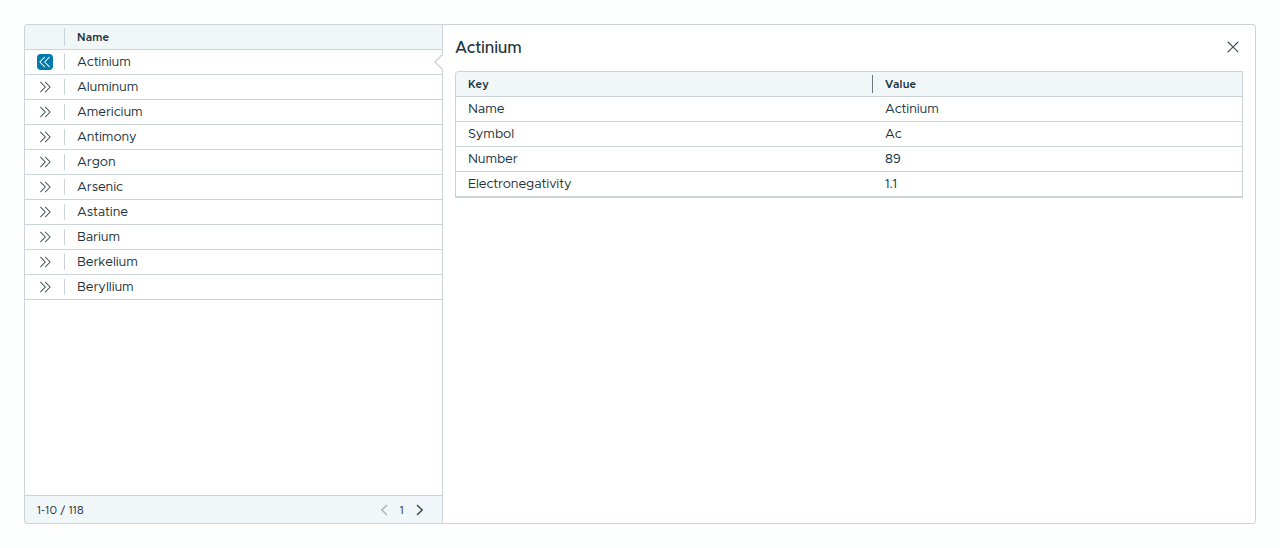 Name
Actinium
Aluminum
Americium
Antimony
Argon
Arsenic
Astatine
Barium
Berkelium
Beryllium
1-10 / 118
1
Actinium
Key Value
Name Actinium
Symbol Ac
Number 89
Electronegativity 1.1